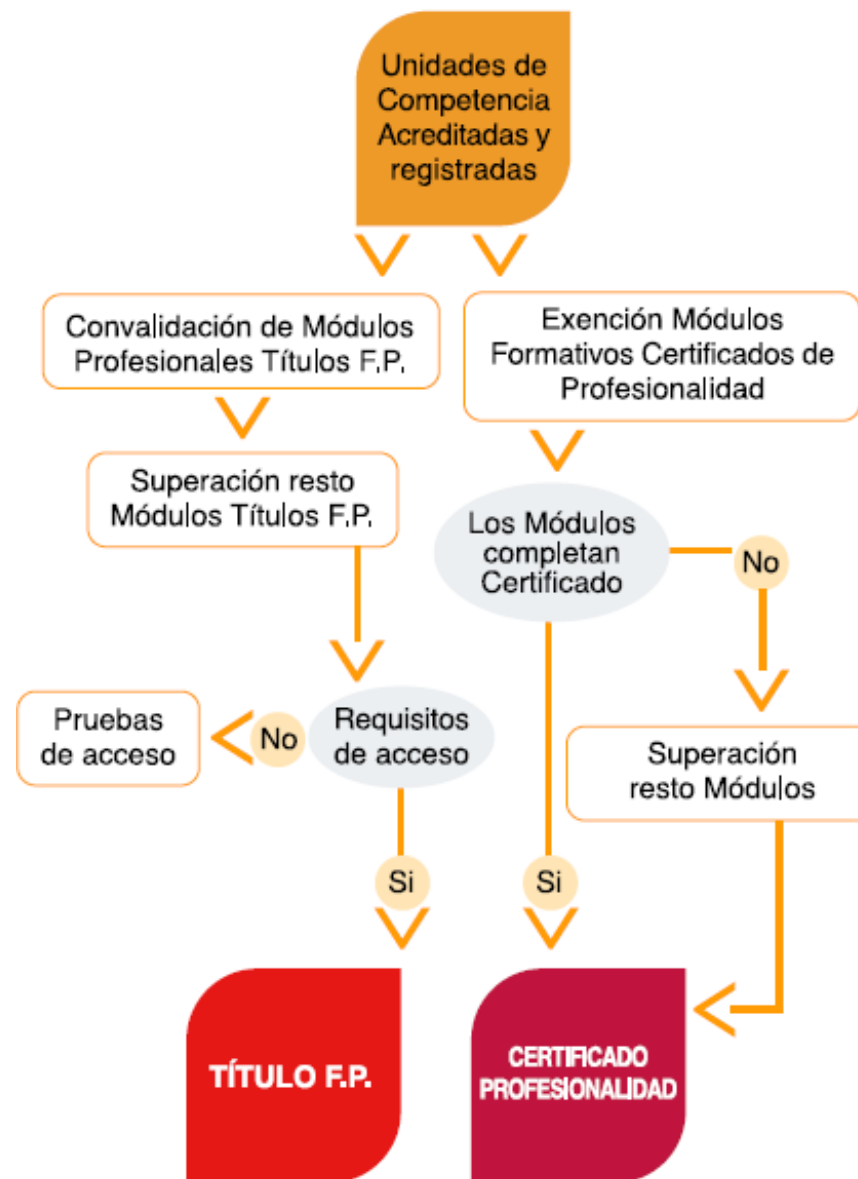 Unidades de
Competencia
Acreditadas y
registradas
Convalidación de Módulos
Profesionales Títulos F.P.
Exención Módulos
Formativos Certificados de
Profesionalidad
Superación resto
Módulos Títulos F.P.
Los Módulos
completan
Certificado
No
Pruebas
de acceso
No
Requisitos
de acceso
Superación
resto Módulos
Si
Si
TÍTULO F.P.
CERTIFICADO
PROFESIONALIDAD